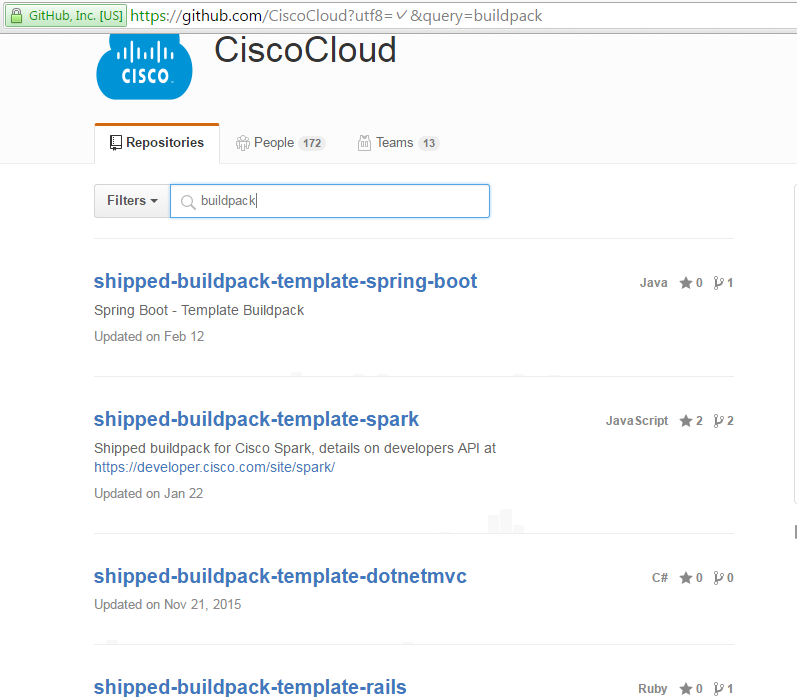 GitHub, Inc. [US] https://github.com/CiscoCloud?utf8=✓&query=buildpack
CISCO
CiscoCloud
Repositories People 172 Teams 13
Filters buildpack
shipped-buildpack-template-spring-boot Java 0 1
Spring Boot - Template Buildpack
Updated on Feb 12
shipped-buildpack-template-spark JavaScript 2 2
Shipped buildpack for Cisco Spark, details on developers API at
https://developer.cisco.com/site/spark/
Updated on Jan 22
shipped-buildpack-template-dotnetmvc C# 0 0
Updated on Nov 21, 2015
shipped-buildpack-template-rails Ruby 0 1